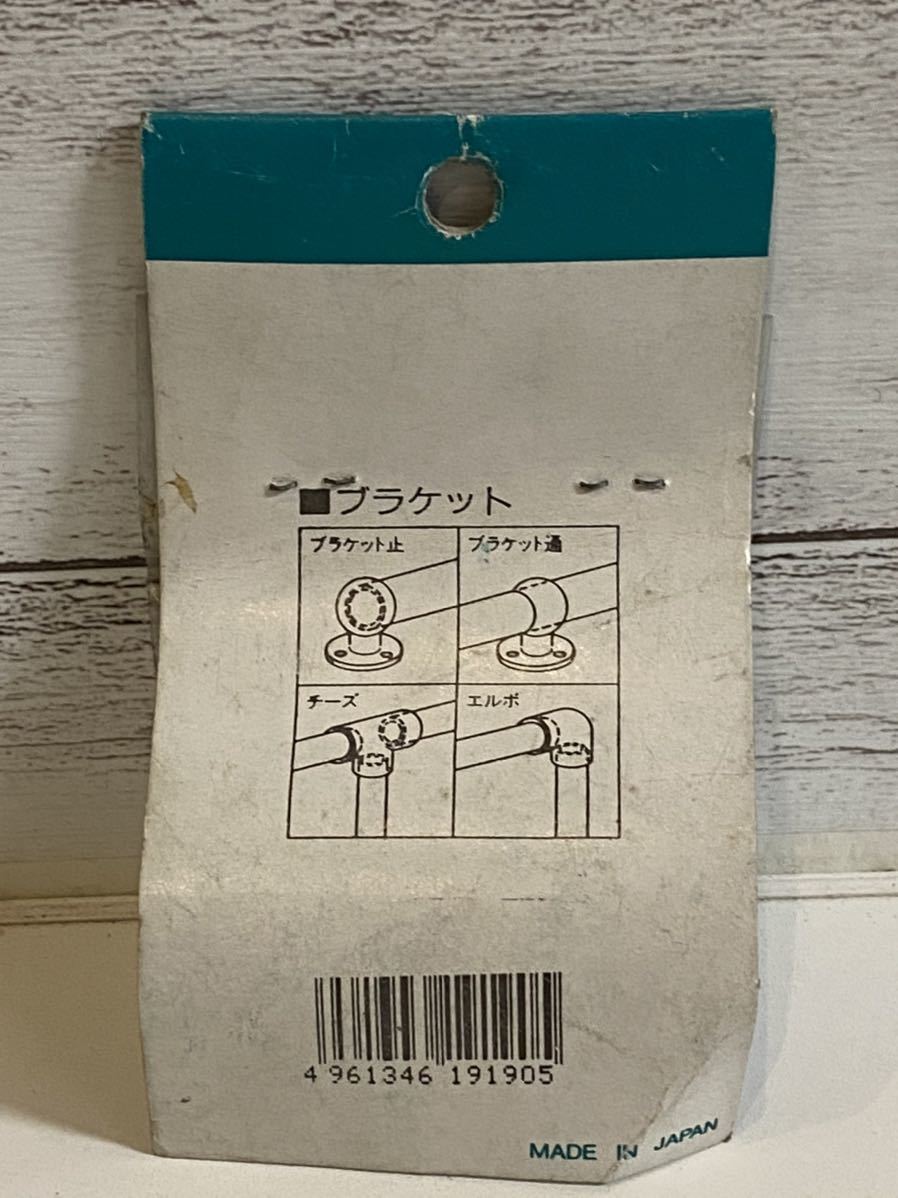 ■ブラケット
ブラケット止
ブラケット通
チーズ
エルボ
4 961346 191905
MADE IN JAPAN